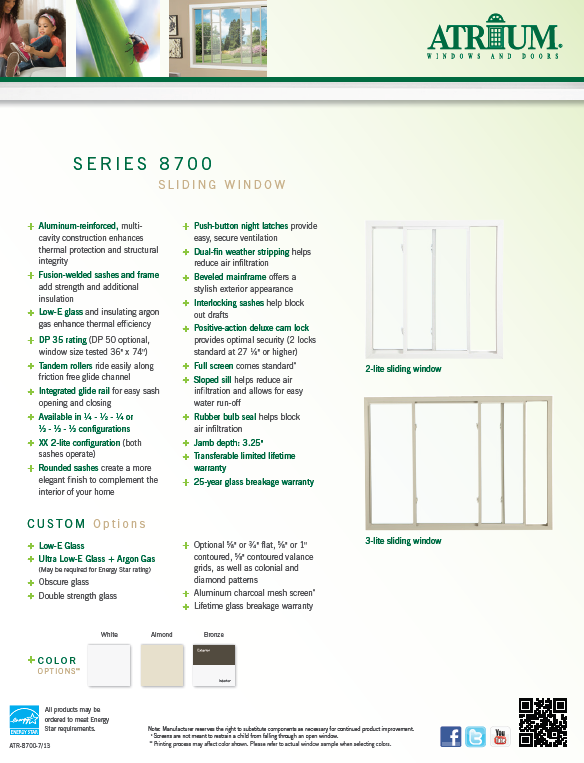 ATRIUM®
WINDOWS AND DOORS
SERIES 8700
SLIDING WINDOW
+ Aluminum-reinforced, multi-
cavity construction enhances
thermal protection and structural
integrity
+ Fusion-welded sashes and frame
add strength and additional
insulation
+ Low-E glass and insulating argon
gas enhance thermal efficiency
+ DP 35 rating (DP 50 optional,
window size tested 36" x 74")
+ Tandem rollers ride easily along
friction free glide channel
+ Integrated glide rail for easy sash
opening and closing
+ Available in ¼ - ½ - ¼ or
⅓ - ⅓ - ⅓ configurations
+ XX 2-lite configuration (both
sashes operate)
+ Rounded sashes create a more
elegant finish to complement the
interior of your home
+ Push-button night latches provide
easy, secure ventilation
+ Dual-fin weather stripping helps
reduce air infiltration
+ Beveled mainframe offers a
stylish exterior appearance
+ Interlocking sashes help block
out drafts
+ Positive-action deluxe cam lock
provides optimal security (2 locks
standard at 27 ¼" or higher)
+ Full screen comes standard*
+ Sloped sill helps reduce air
infiltration and allows for easy
water run-off
+ Rubber bulb seal helps block
air infiltration
+ Jamb depth: 3.25"
+ Transferable limited lifetime
warranty
+ 25-year glass breakage warranty
2-lite sliding window
3-lite sliding window
CUSTOM Options
+ Low-E Glass
+ Ultra Low-E Glass + Argon Gas
(May be required for Energy Star rating)
+ Obscure glass
+ Double strength glass
+ Optional ⅝" or ¾" flat, ⅝" or 1"
contoured, ⅝" contoured valance
grids, as well as colonial and
diamond patterns
+ Aluminum charcoal mesh screen*
+ Lifetime glass breakage warranty
+ COLOR
OPTIONS**
White
Almond
Bronze
Exterior
Interior
energy
ENERGY STAR
All products may be
ordered to meet Energy
Star requirements.
ATR-8700-7/13
Note: Manufacturer reserves the right to substitute components as necessary for continued product improvement.
* Screens are not meant to restrain a child from falling through an open window.
** Printing process may affect color shown. Please refer to actual window sample when selecting colors.
f
t
You
Tube